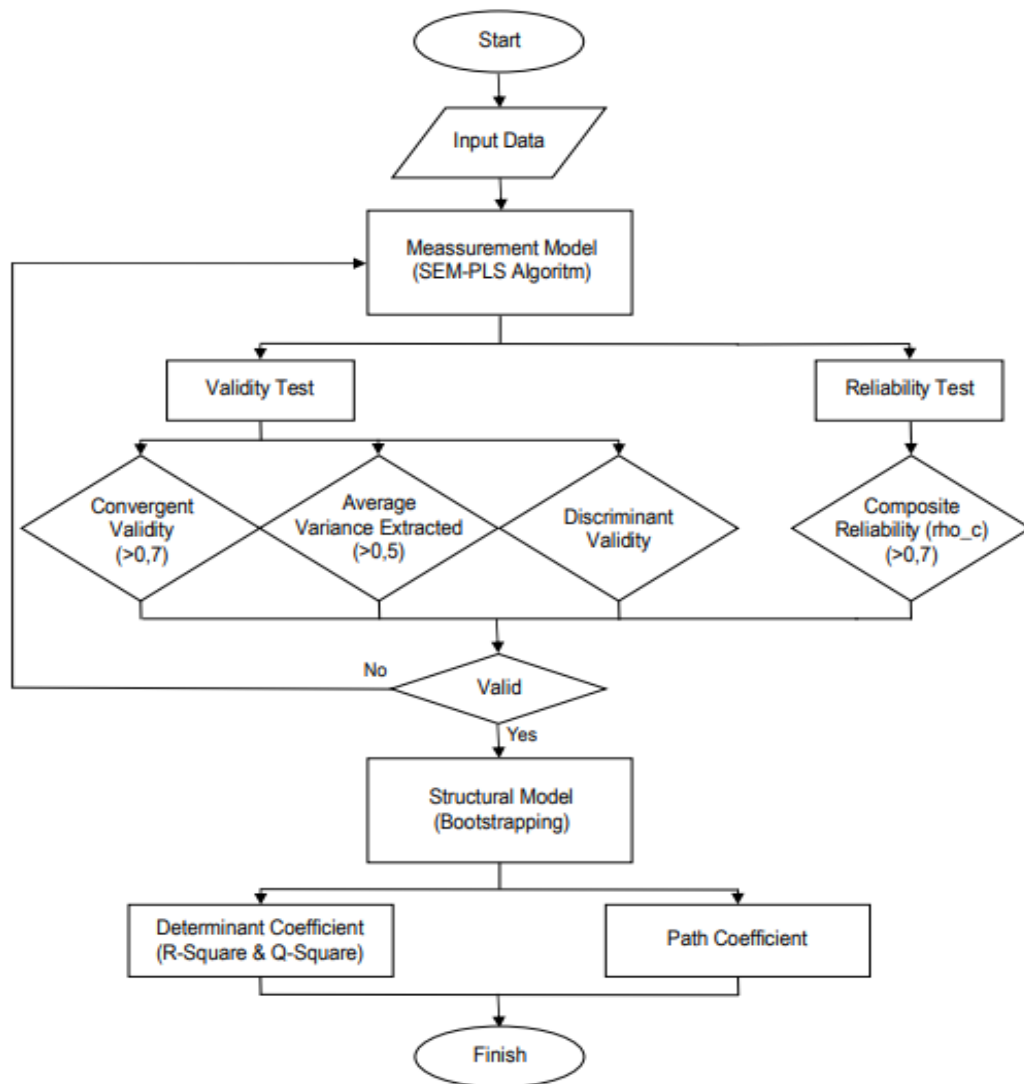 Start
Input Data
Meassurement Model
(SEM-PLS Algoritm)
Validity Test
Reliability Test
Convergent
Validity
(>0,7)
Average
Variance Extracted
(>0,5)
Discriminant
Validity
Composite
Reliability (rho_c)
(>0,7)
No
Valid
Yes
Structural Model
(Bootstrapping)
Determinant Coefficient
(R-Square & Q-Square)
Path Coefficient
Finish